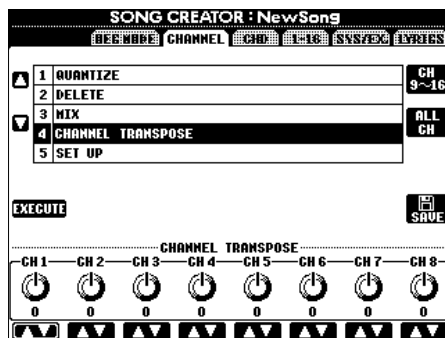 SONG CREATOR : NewSong
REC MODE CHANNEL CHD 1-16 SYS/EX. LYRICS
1 QUANTIZE
2 DELETE
3 MIX
4 CHANNEL TRANSPOSE
5 SET UP
CH 9~16
ALL CH
EXECUTE
SAVE
CHANNEL TRANSPOSE
CH 1 CH 2 CH 3 CH 4 CH 5 CH 6 CH 7 CH 8
0 0 0 0 0 0 0 0